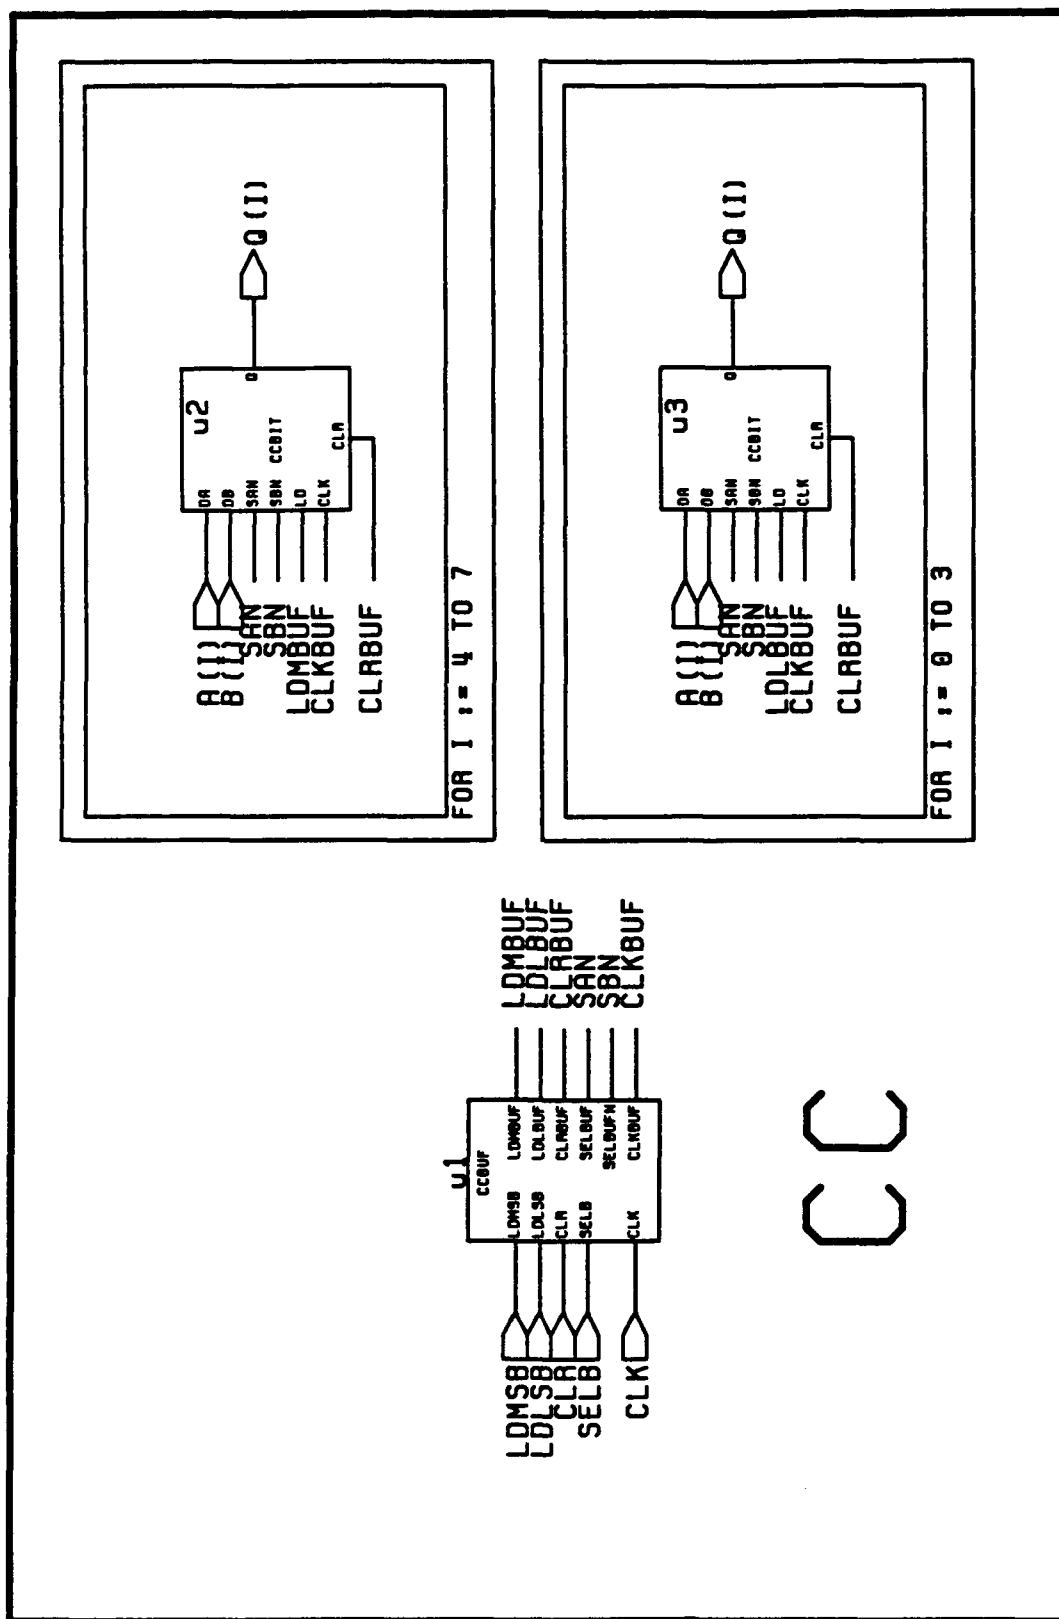 LDMSB
LDLSB
CLR
SELB
CLK
u1
CCBUF
LDMSB LDMBUF
LDLSB LDLBUF
CLR CLRBUF
SELB SELBUF
SELBUFN
CLK CLKBUF
LDMBUF
LDLBUF
CLRBUF
SAN
SBN
CLKBUF
CC
A(I)
B(I)
SAN
SBN
LDMBUF
CLKBUF
CLRBUF
u2
DA
DB
SAN
SBN
LD
CLK
CCBIT
CLR
Q
Q(I)
FOR I := 4 TO 7
A(I)
B(I)
SAN
SBN
LDLBUF
CLKBUF
CLRBUF
u3
DA
DB
SAN
SBN
LD
CLK
CCBIT
CLR
Q
Q(I)
FOR I := 0 TO 3